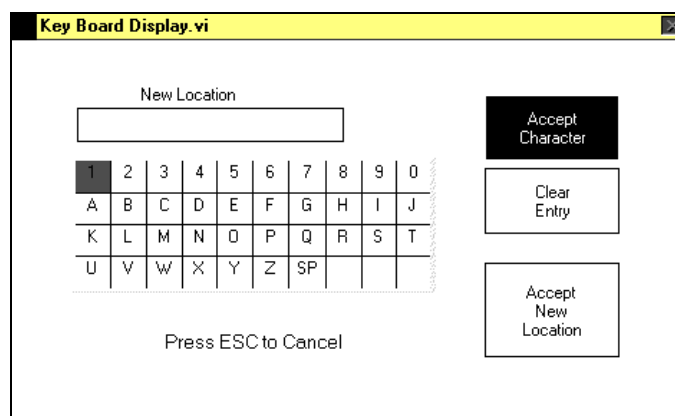 Key Board Display.vi
New Location
1 2 3 4 5 6 7 8 9 0
A B C D E F G H I J
K L M N O P Q R S T
U V W X Y Z SP
Press ESC to Cancel
Accept
Character
Clear
Entry
Accept
New
Location